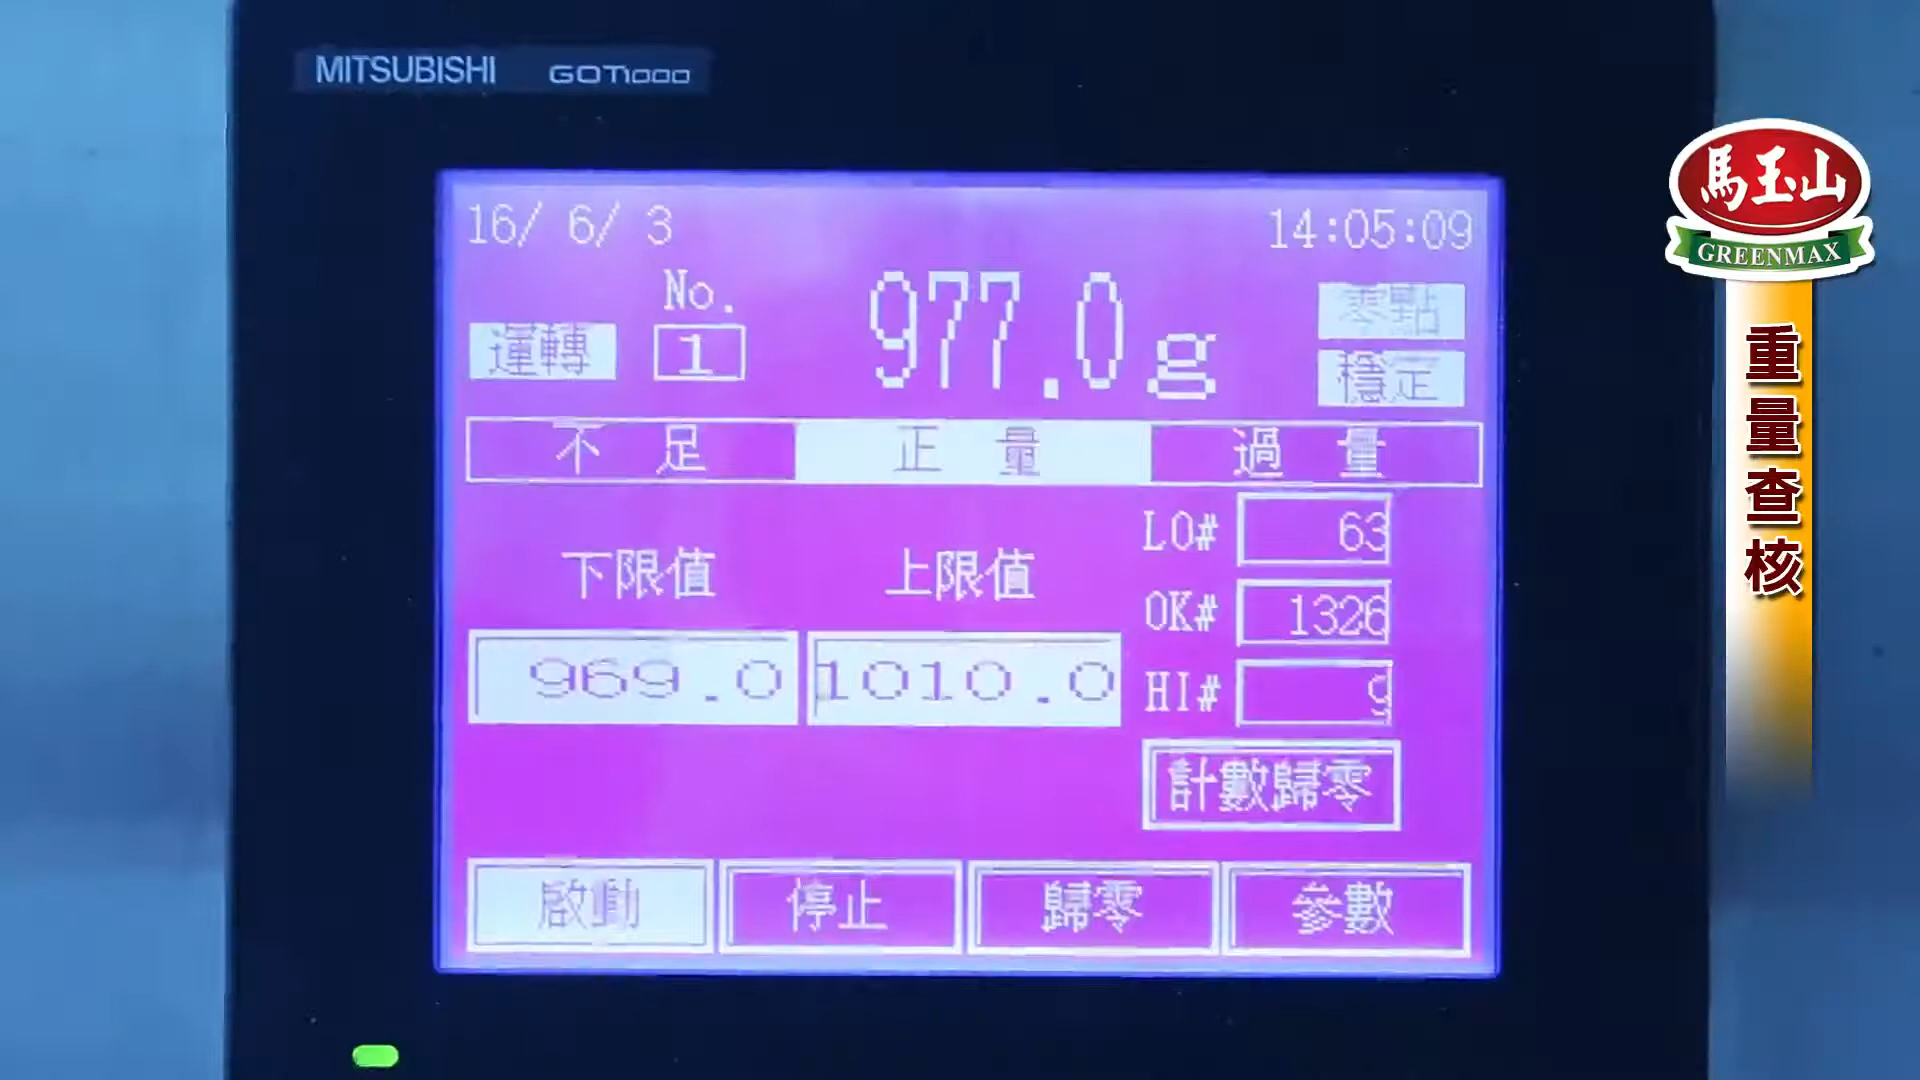 MITSUBISHI GOT1000
16/ 6/ 3 14:05:09
No.
運轉 1 977.0g 零點
穩定
不足 正量 過量
下限值 上限值
969.0 1010.0
LO# 63
OK# 1326
HI# 9
計數歸零
啟動 停止 歸零 參數
馬玉山
GREENMAX
重量查核